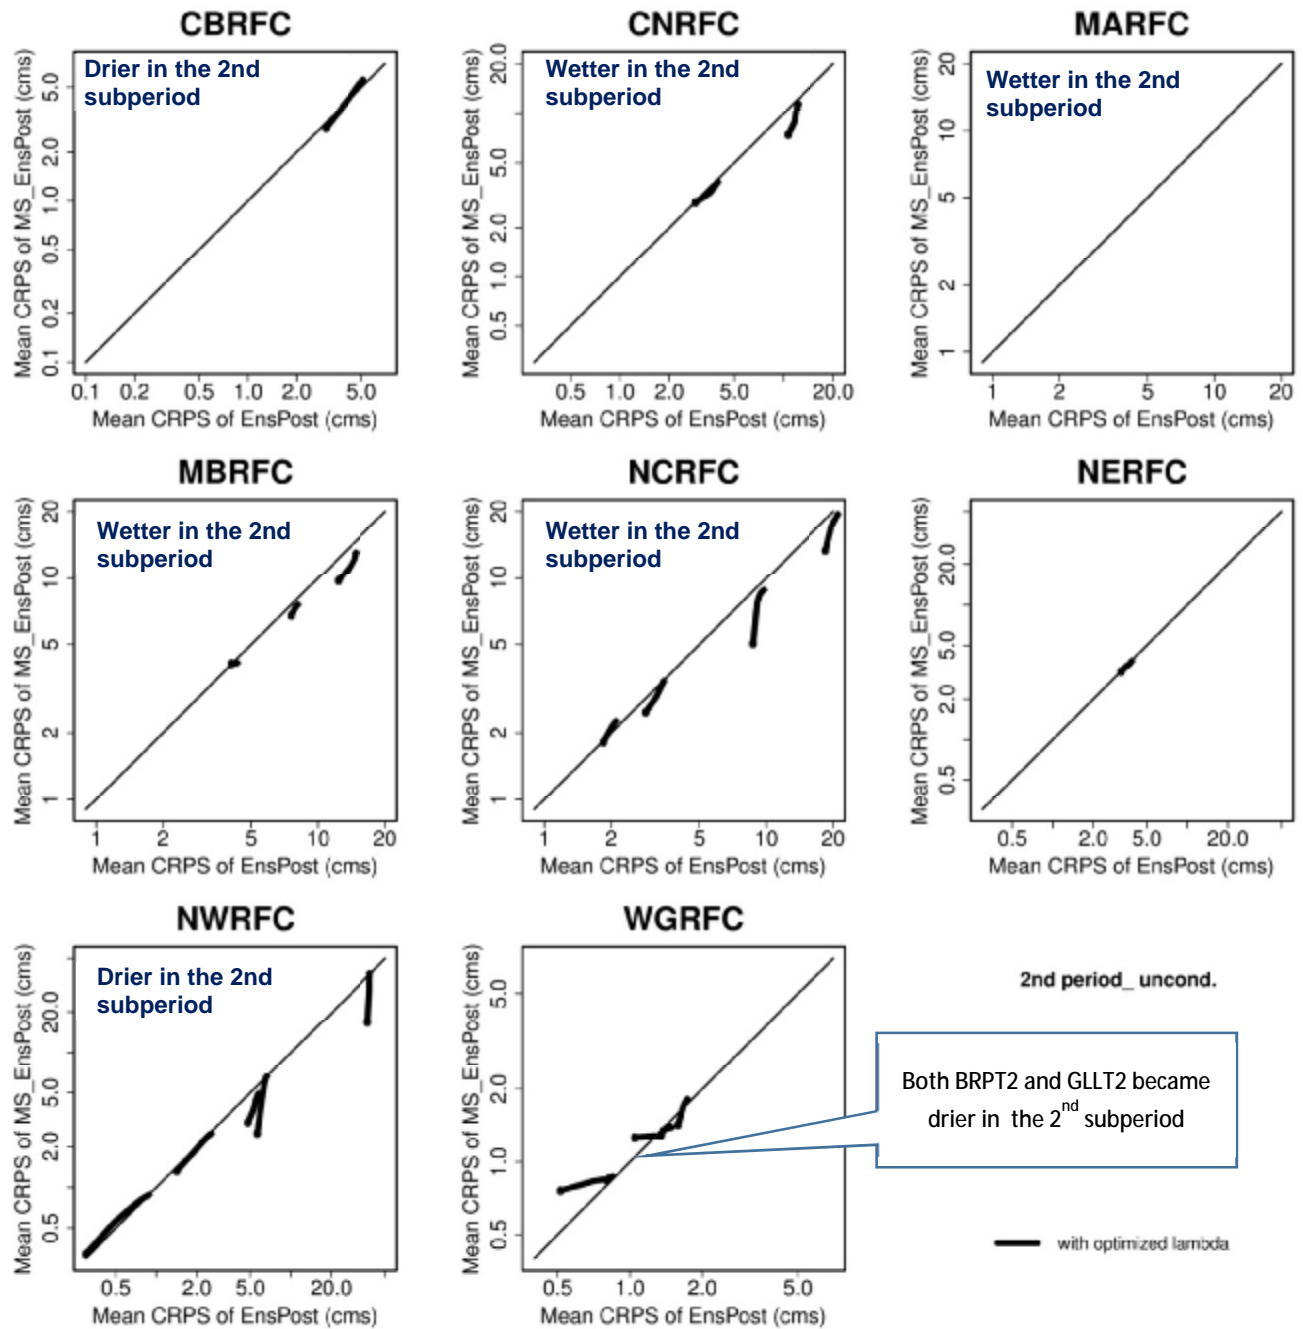 CBRFC
Drier in the 2nd
subperiod
Mean CRPS of MS_EnsPost (cms)
5.0
2.0
1.0
0.5
0.2
0.1
0.1 0.2 0.5 1.0 2.0 5.0
Mean CRPS of EnsPost (cms)
CNRFC
Wetter in the 2nd
subperiod
Mean CRPS of MS_EnsPost (cms)
20.0
5.0
2.0
1.0
0.5
0.5 1.0 2.0 5.0 20.0
Mean CRPS of EnsPost (cms)
MARFC
Wetter in the 2nd
subperiod
Mean CRPS of MS_EnsPost (cms)
20
10
5
2
1
1 2 5 10 20
Mean CRPS of EnsPost (cms)
MBRFC
Wetter in the 2nd
subperiod
Mean CRPS of MS_EnsPost (cms)
20
10
5
2
1
1 2 5 10 20
Mean CRPS of EnsPost (cms)
NCRFC
Wetter in the 2nd
subperiod
Mean CRPS of MS_EnsPost (cms)
20
10
5
2
1
1 2 5 10 20
Mean CRPS of EnsPost (cms)
NERFC
Mean CRPS of MS_EnsPost (cms)
20.0
5.0
2.0
0.5
0.5 2.0 5.0 20.0
Mean CRPS of EnsPost (cms)
NWRFC
Drier in the 2nd
subperiod
Mean CRPS of MS_EnsPost (cms)
20.0
5.0
2.0
0.5
0.5 2.0 5.0 20.0
Mean CRPS of EnsPost (cms)
WGRFC
Mean CRPS of MS_EnsPost (cms)
5.0
2.0
1.0
0.5
0.5 1.0 2.0 5.0
Mean CRPS of EnsPost (cms)
2nd period_ uncond.
Both BRPT2 and GLLT2 became
drier in the 2nd subperiod
with optimized lambda